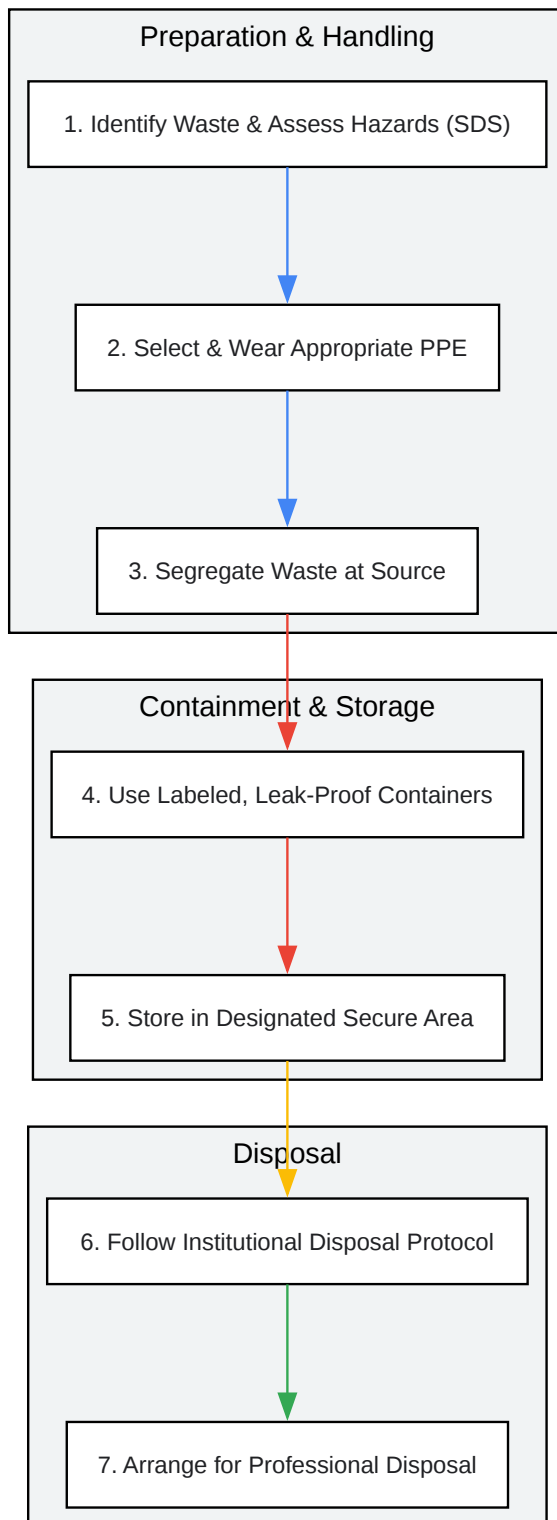 Preparation & Handling
1. Identify Waste & Assess Hazards (SDS)
2. Select & Wear Appropriate PPE
3. Segregate Waste at Source
Containment & Storage
4. Use Labeled, Leak-Proof Containers
5. Store in Designated Secure Area
Disposal
6. Follow Institutional Disposal Protocol
7. Arrange for Professional Disposal